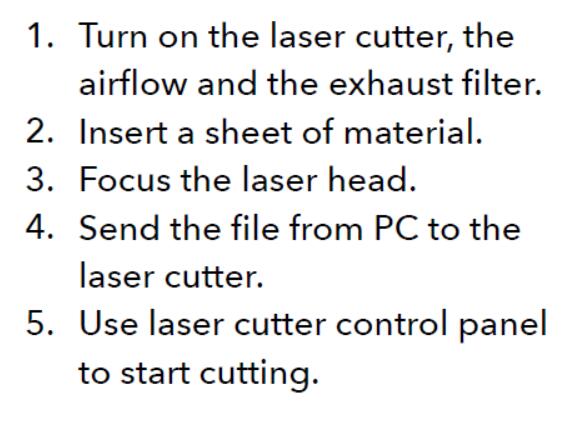 1. Turn on the laser cutter, the
airflow and the exhaust filter.
2. Insert a sheet of material.
3. Focus the laser head.
4. Send the file from PC to the
laser cutter.
5. Use laser cutter control panel
to start cutting.